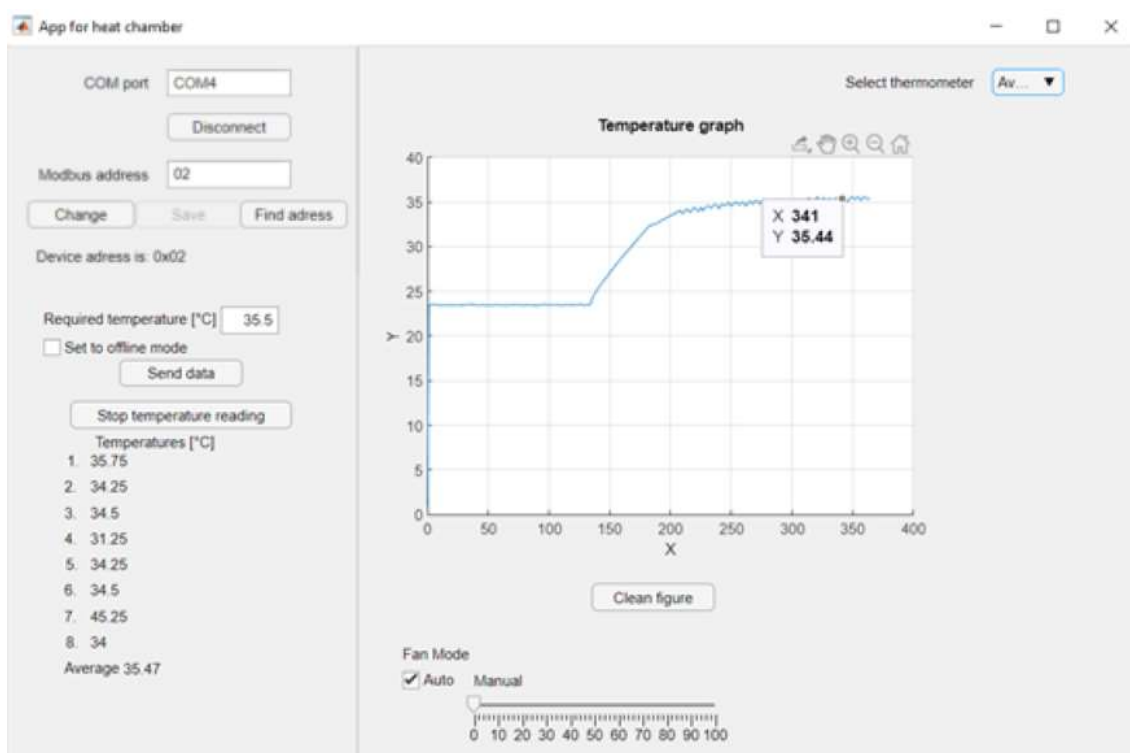 App for heat chamber
COM port COM4
Disconnect
Modbus address 02
Change Save Find adress
Device adress is: 0x02
Required temperature [°C] 35.5
Set to offline mode
Send data
Stop temperature reading
Temperatures [°C]
1. 35.75
2. 34.25
3. 34.5
4. 31.25
5. 34.25
6. 34.5
7. 45.25
8. 34
Average 35.47
Select thermometer Av...
Temperature graph
40
35
30
25
20
15
10
5
0
Y
X 341
Y 35.44
0 50 100 150 200 250 300 350 400
X
Clean figure
Fan Mode
Auto Manual
0 10 20 30 40 50 60 70 80 90 100